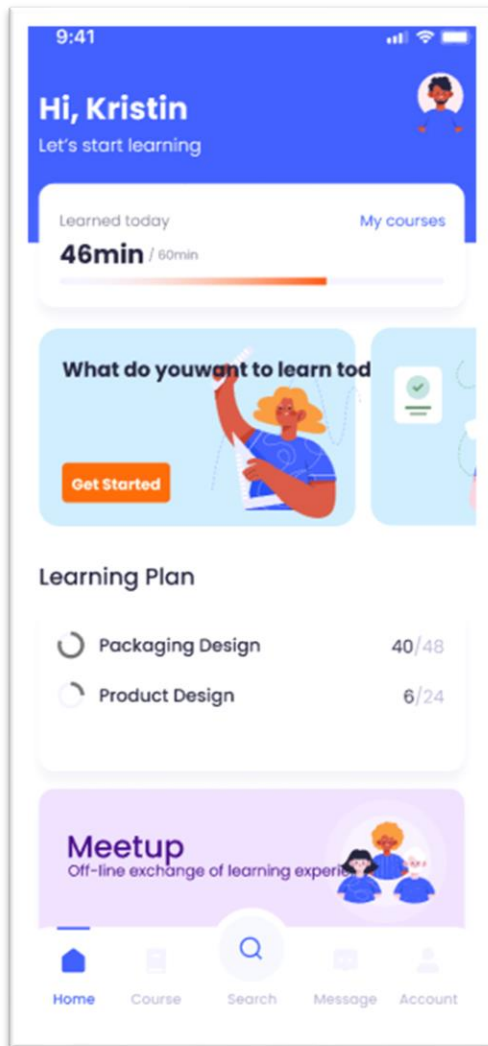 9:41
Hi, Kristin
Let's start learning
Learned today
My courses
46min / 60min
What do youwant to learn tod
Get Started
Learning Plan
Packaging Design 40/48
Product Design 6/24
Meetup
Off-line exchange of learning experie
Home Course Search Message Account